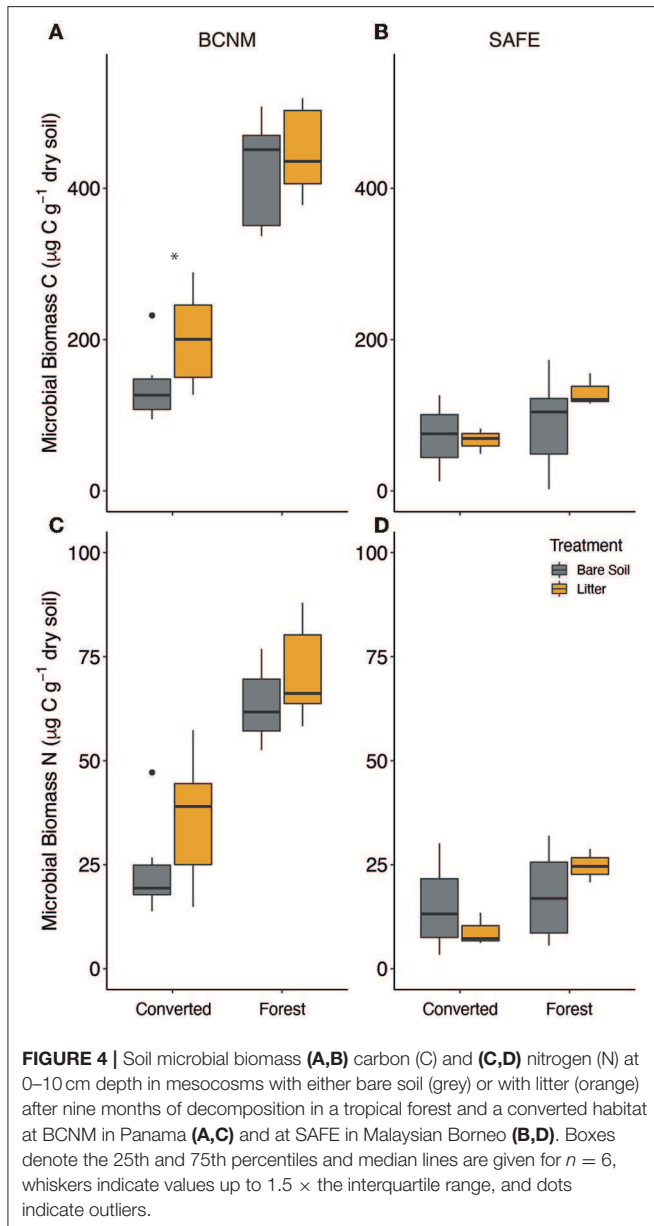 A BCNM B SAFE
Microbial Biomass C (µg C g⁻¹ dry soil)
400
200
0
400
200
0
*
C D
Microbial Biomass N (µg C g⁻¹ dry soil)
100
75
50
25
0
100
75
50
25
0
Treatment
Bare Soil
Litter
Converted Forest Converted Forest
FIGURE 4 | Soil microbial biomass (A,B) carbon (C) and (C,D) nitrogen (N) at
0–10 cm depth in mesocosms with either bare soil (grey) or with litter (orange)
after nine months of decomposition in a tropical forest and a converted habitat
at BCNM in Panama (A,C) and at SAFE in Malaysian Borneo (B,D). Boxes
denote the 25th and 75th percentiles and median lines are given for n = 6,
whiskers indicate values up to 1.5 × the interquartile range, and dots
indicate outliers.